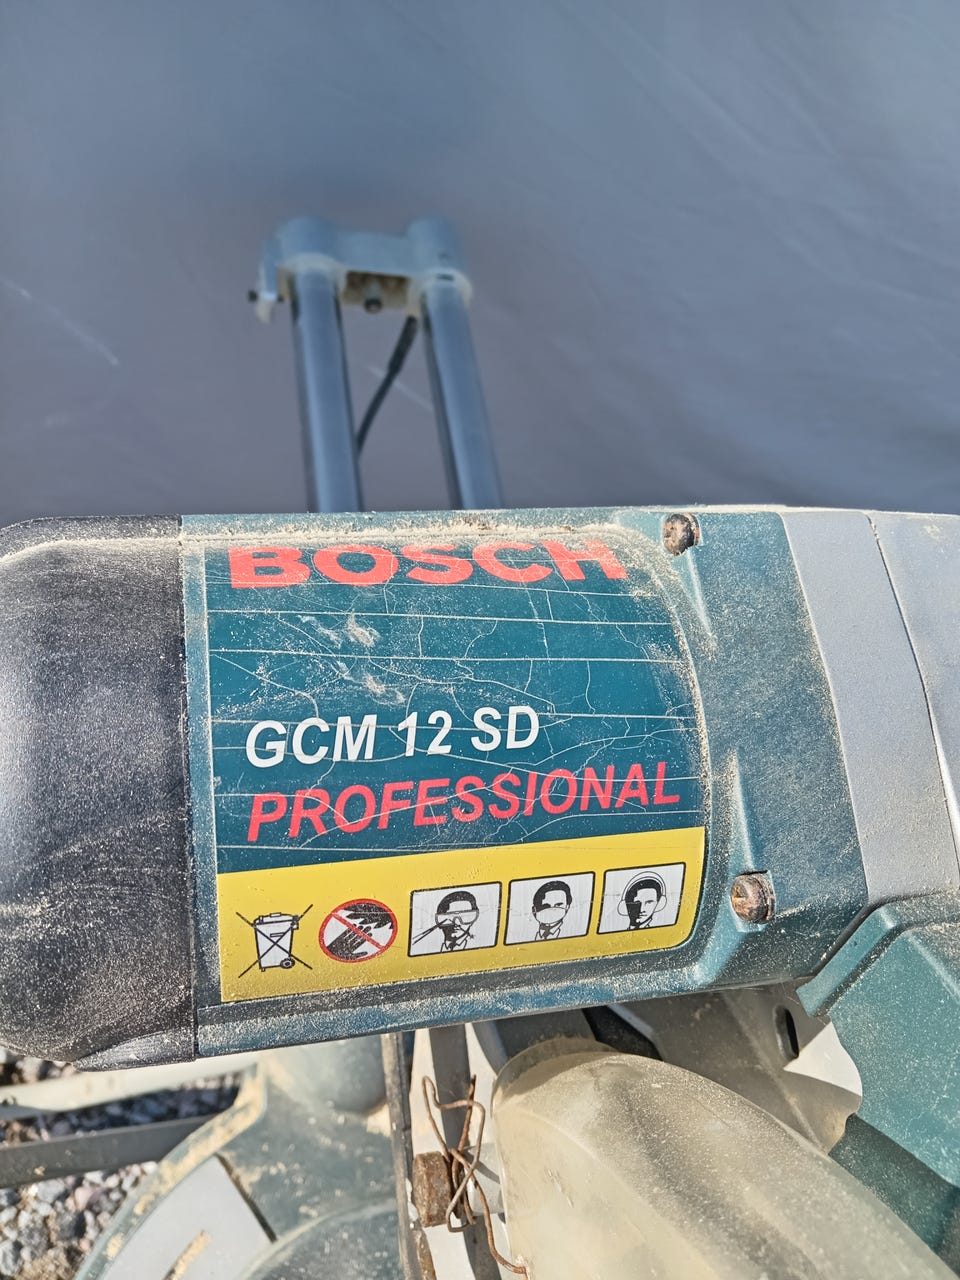 BOSCH
GCM 12 SD
PROFESSIONAL